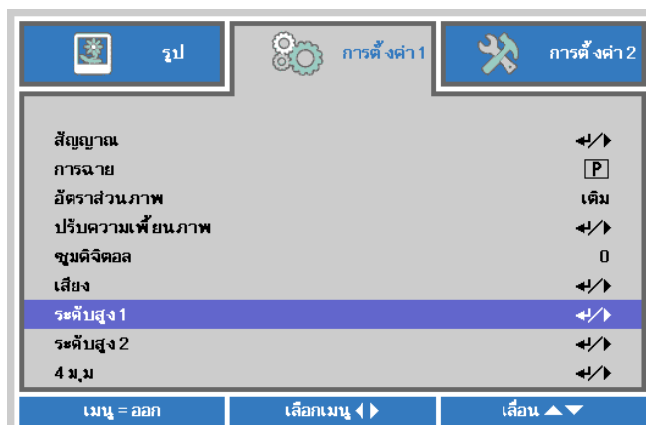 รูป
การตั้งค่า 1
การตั้งค่า 2
สัญญาณ
การฉาย P
อัตราส่วนภาพ เติม
ปรับความเพี้ยนภาพ
ซูมดิจิตอล 0
เสียง
ระดับสูง 1
ระดับสูง 2
4 มุม
เมนู = ออก
เลือกเมนู ◀ ▶
เลื่อน ▲▼